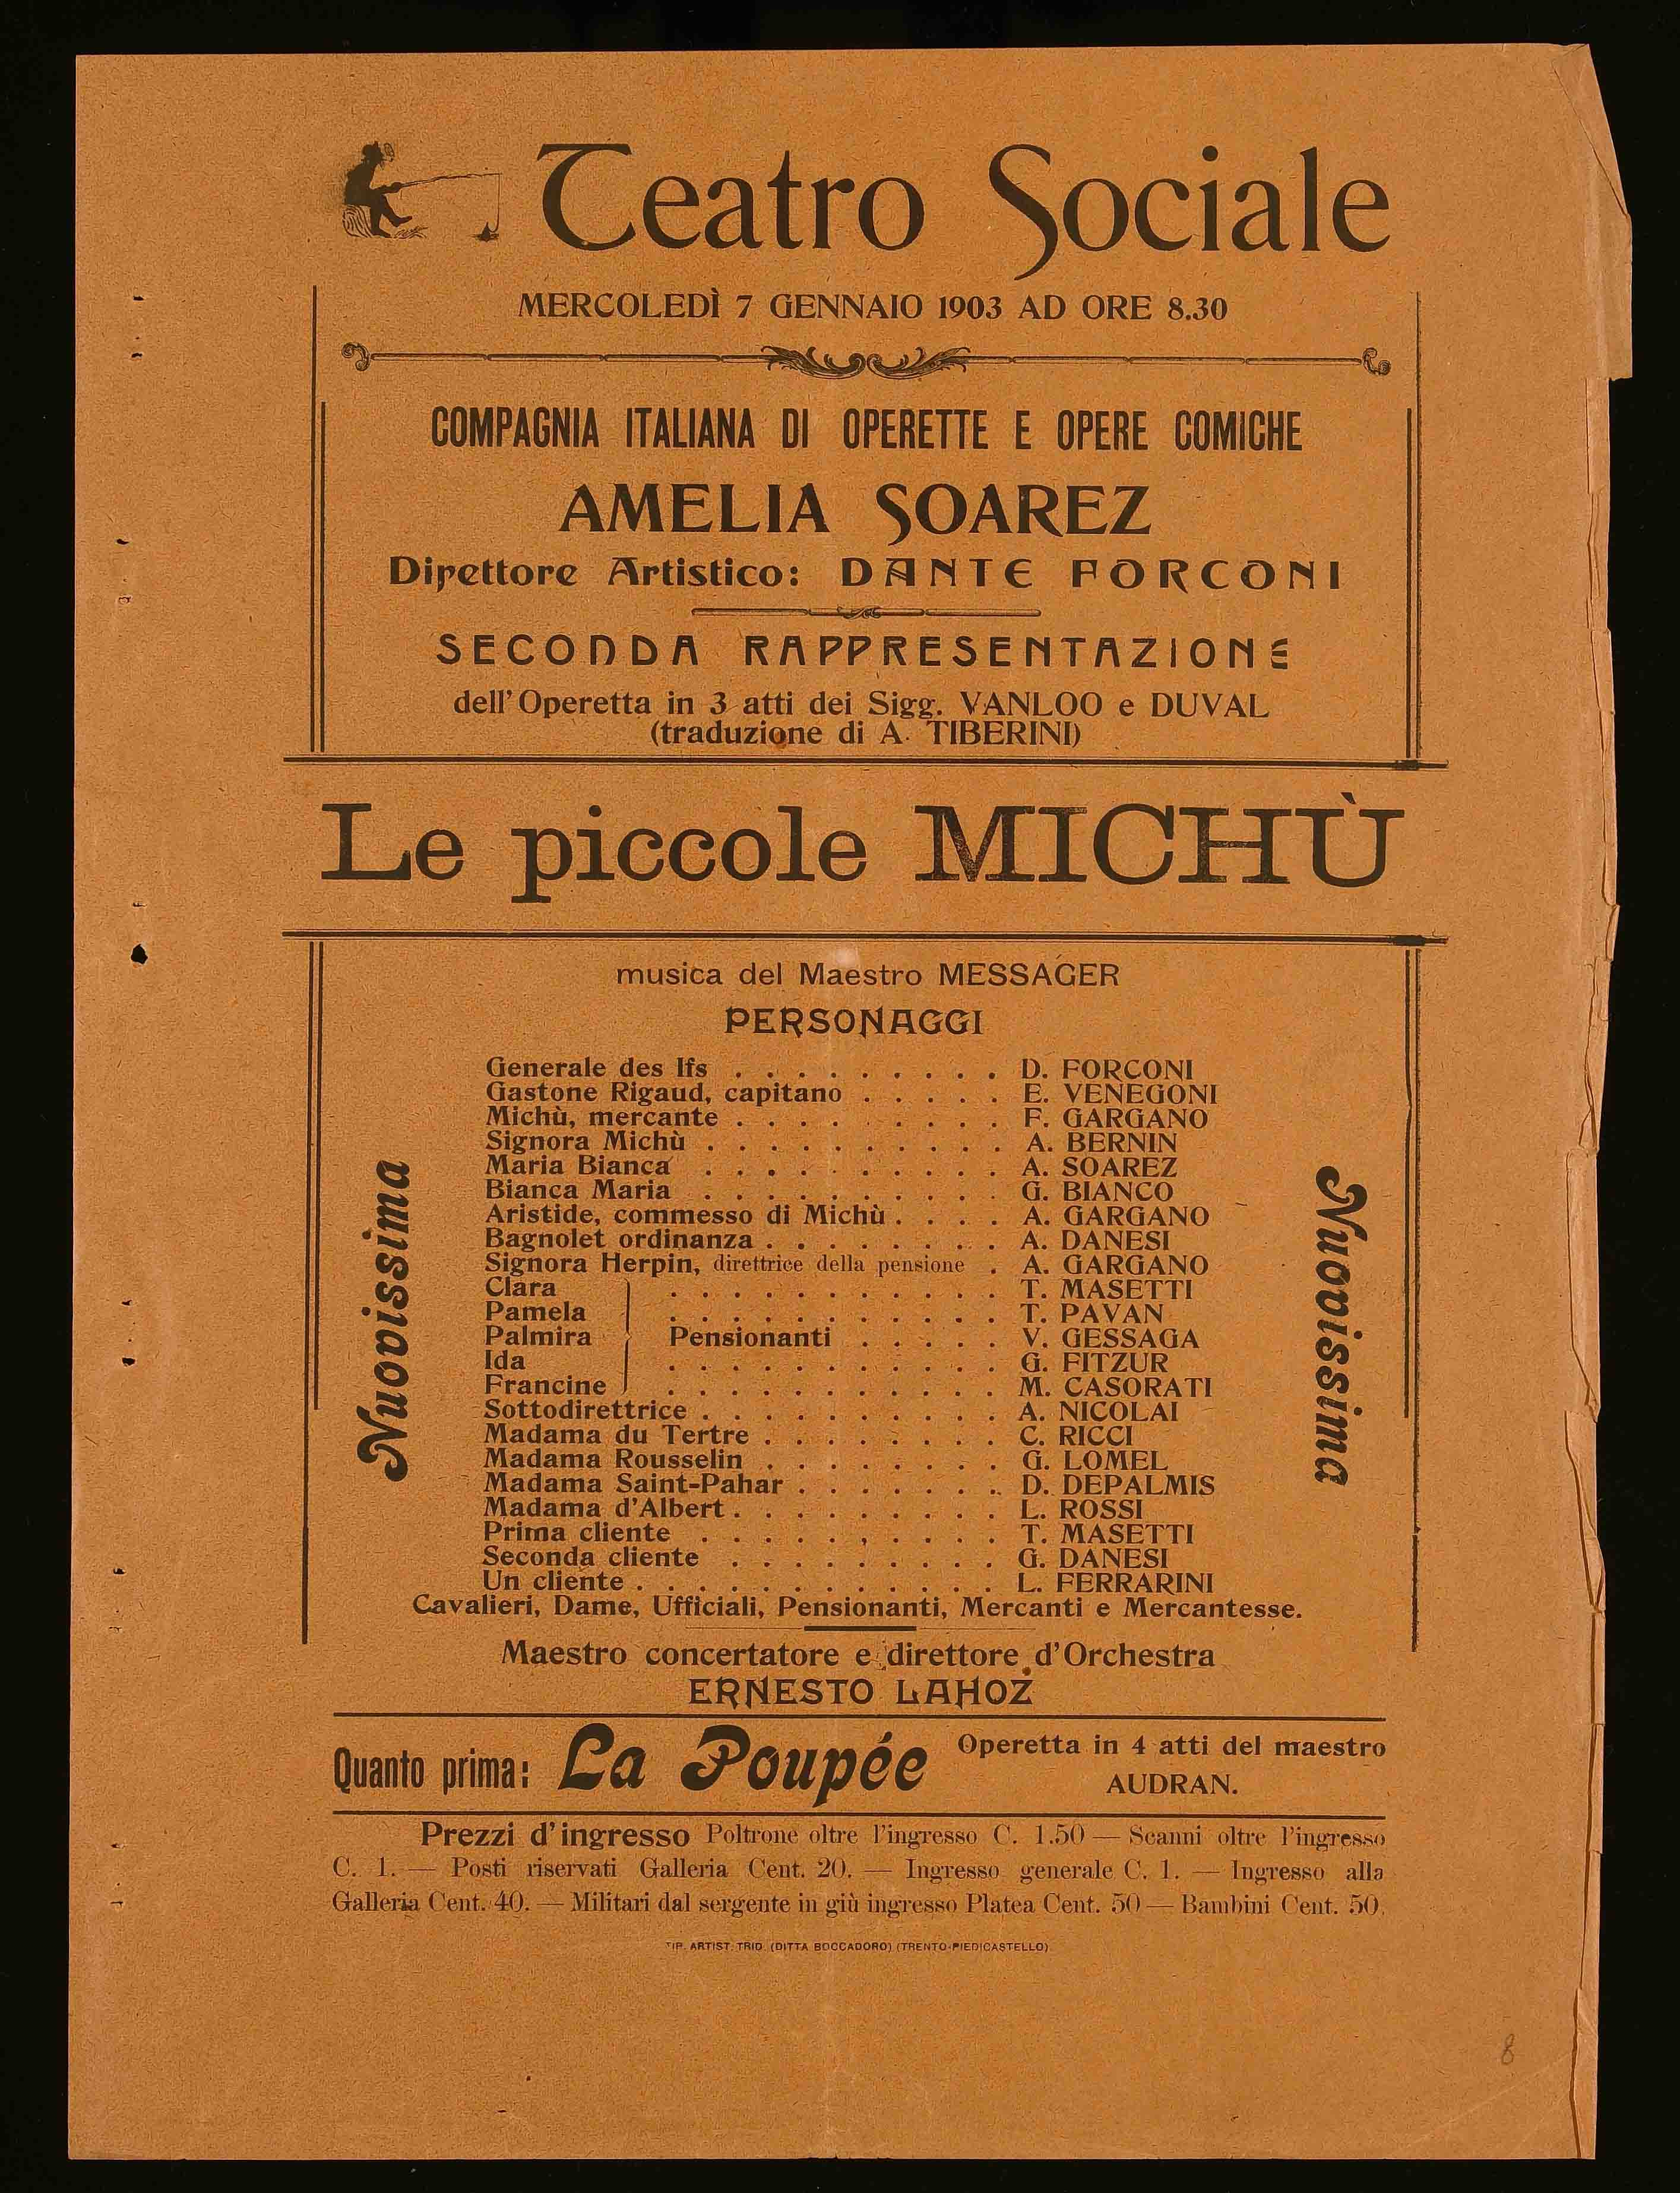 Teatro Sociale
MERCOLEDÌ 7 GENNAIO 1903 AD ORE 8.30
COMPAGNIA ITALIANA DI OPERETTE E OPERE COMICHE
AMELIA SOAREZ
Direttore Artistico: DANTE FORCONI
SECONDA RAPPRESENTAZIONE
dell'Operetta in 3 atti dei Sigg. VANLOO e DUVAL
(traduzione di A. TIBERINI)
Le piccole MICHÙ
musica del Maestro MESSAGER
PERSONAGGI
Nuovissima
Generale des Ifs . . . . . . . . . D. FORCONI
Gastone Rigaud, capitano . . . . . E. VENEGONI
Michù, mercante . . . . . . . . . F. GARGANO
Signora Michù . . . . . . . . . . A. BERNIN
Maria Bianca . . . . . . . . . . A. SOAREZ
Bianca Maria . . . . . . . . . . G. BIANCO
Aristide, commesso di Michù . . . . A. GARGANO
Bagnolet ordinanza . . . . . . . . A. DANESI
Signora Herpin, direttrice della pensione . A. GARGANO
Clara . . . . . . . . . . . T. MASETTI
Pamela . . . . . . . . . . . T. PAVAN
Palmira Pensionanti . . . . . V. GESSAGA
Ida . . . . . . . . . . . G. FITZUR
Francine . . . . . . . . . . . M. CASORATI
Sottodirettrice . . . . . . . . . . A. NICOLAI
Madama du Tertre . . . . . . . . C. RICCI
Madama Rousselin . . . . . . . . G. LOMEL
Madama Saint-Pahar . . . . . . . D. DEPALMIS
Madama d'Albert . . . . . . . . . L. ROSSI
Prima cliente . . . . . . . . . . T. MASETTI
Seconda cliente . . . . . . . . . G. DANESI
Un cliente . . . . . . . . . . . . L. FERRARINI
Nuovissima
Cavalieri, Dame, Ufficiali, Pensionanti, Mercanti e Mercantesse.
Maestro concertatore e direttore d'Orchestra
ERNESTO LAHOZ
Quanto prima: La Poupée Operetta in 4 atti del maestro
AUDRAN.
Prezzi d'ingresso Poltrone oltre l'ingresso C. 1.50 — Scanni oltre l'ingresso
C. 1. — Posti riservati Galleria Cent. 20. — Ingresso generale C. 1. — Ingresso alla
Galleria Cent. 40. — Militari dal sergente in giù ingresso Platea Cent. 50 — Bambini Cent. 50.
TIP. ARTIST. TRID. (DITTA BOCCADORO) (TRENTO-PIEDICASTELLO)
8